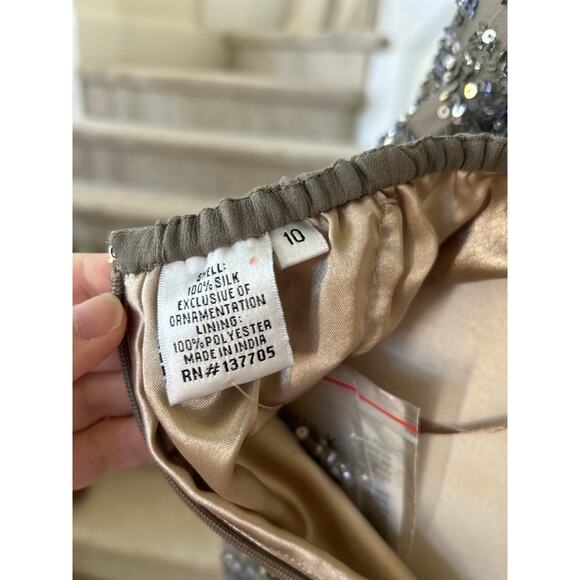 10
SHELL:
100% SILK
EXCLUSIVE OF
ORNAMENTATION
LINING:
100% POLYESTER
MADE IN INDIA
RN# 137705